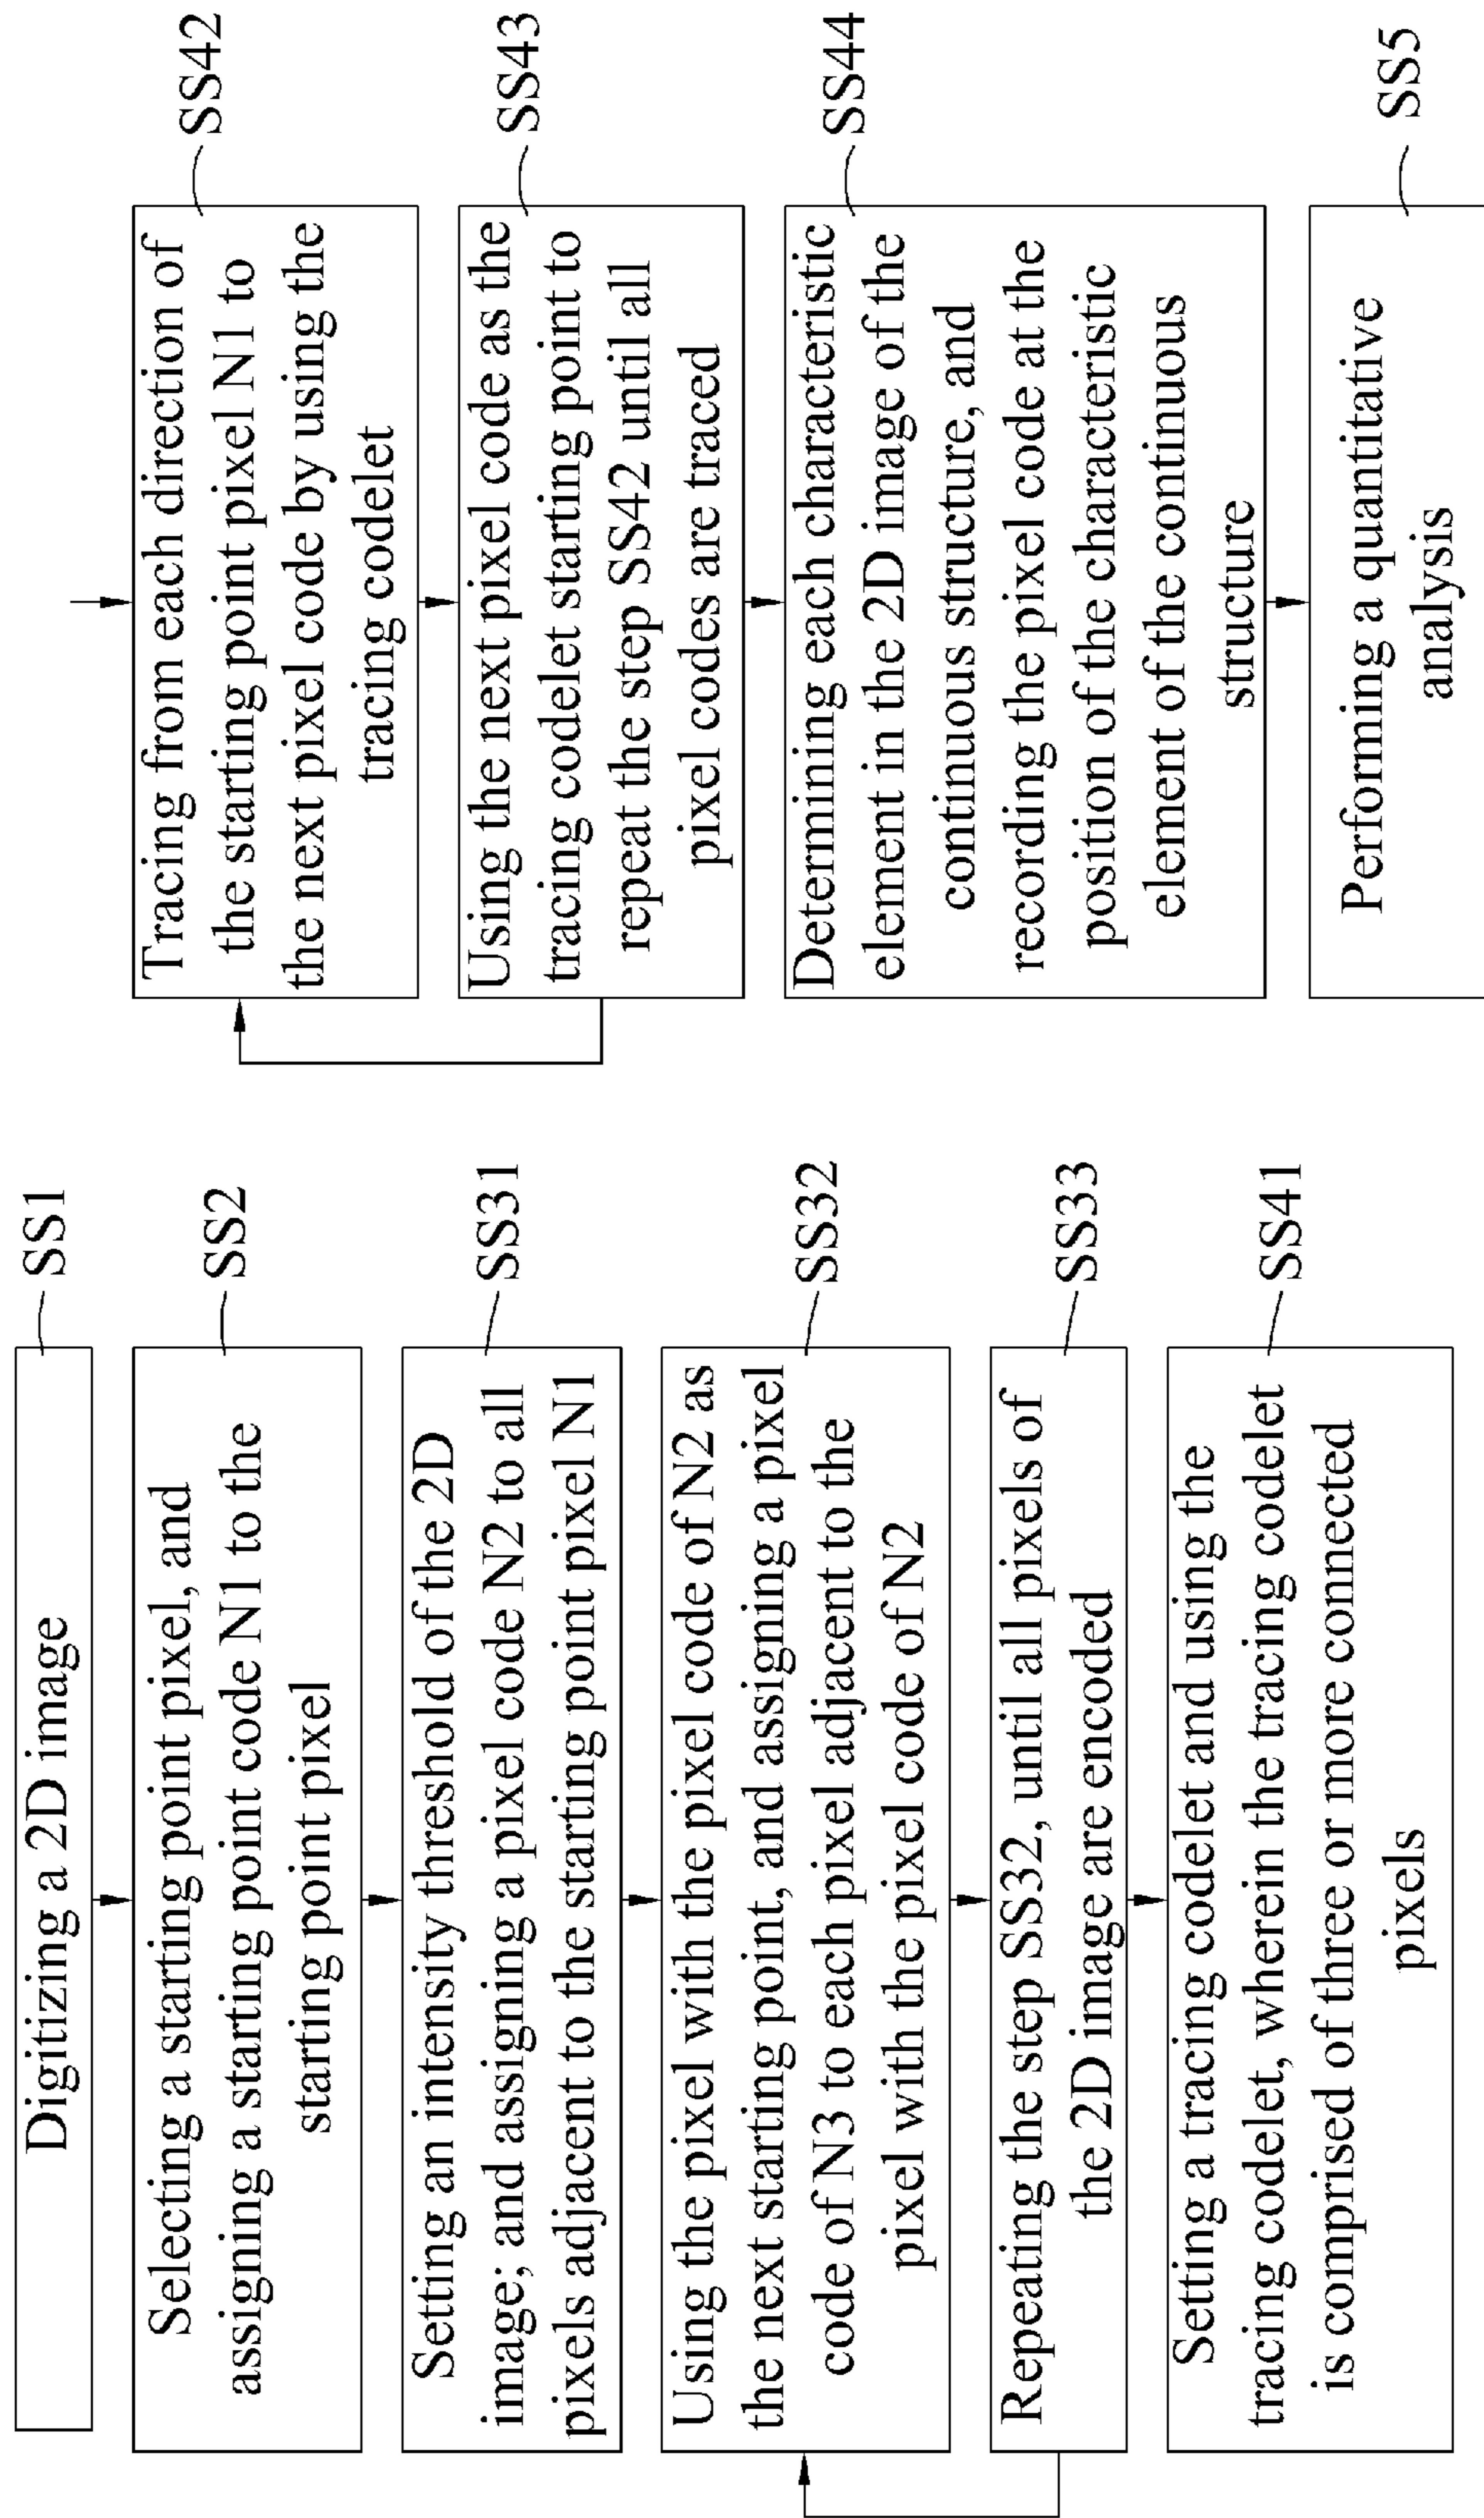 Digitizing a 2D image
SS1
Selecting a starting point pixel, and
assigning a starting point code N1 to the
starting point pixel
SS2
Setting an intensity threshold of the 2D
image; and assigning a pixel code N2 to all
pixels adjacent to the starting point pixel N1
SS31
Using the pixel with the pixel code of N2 as
the next starting point, and assigning a pixel
code of N3 to each pixel adjacent to the
pixel with the pixel code of N2
SS32
Repeating the step SS32, until all pixels of
the 2D image are encoded
SS33
Setting a tracing codelet and using the
tracing codelet, wherein the tracing codelet
is comprised of three or more connected
pixels
SS41
Tracing from each direction of
the starting point pixel N1 to
the next pixel code by using the
tracing codelet
SS42
Using the next pixel code as the
tracing codelet starting point to
repeat the step SS42 until all
pixel codes are traced
SS43
Determining each characteristic
element in the 2D image of the
continuous structure, and
recording the pixel code at the
position of the characteristic
element of the continuous
structure
SS44
Performing a quantitative
analysis
SS5